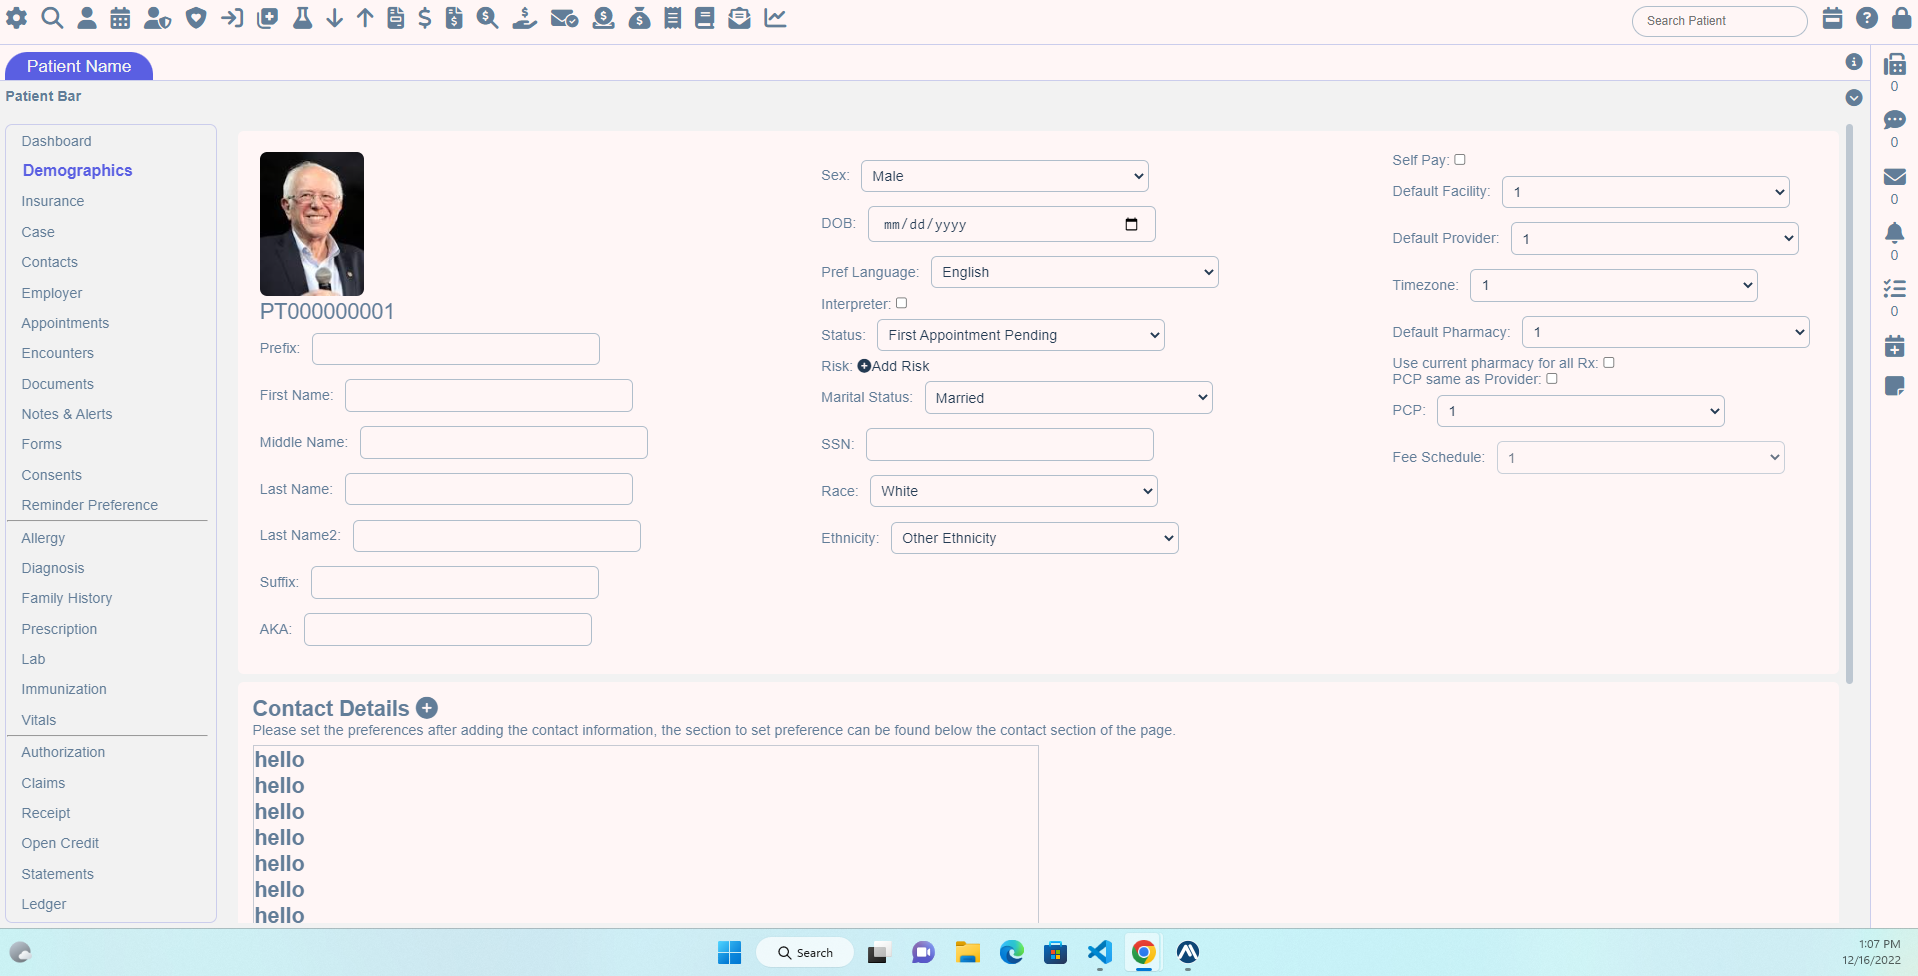 Search Patient
Patient Name
Patient Bar
Dashboard
Demographics
Insurance
Case
Contacts
Employer
Appointments
Encounters
Documents
Notes & Alerts
Forms
Consents
Reminder Preference
Allergy
Diagnosis
Family History
Prescription
Lab
Immunization
Vitals
Authorization
Claims
Receipt
Open Credit
Statements
Ledger
PT000000001
Prefix:
First Name:
Middle Name:
Last Name:
Last Name2:
Suffix:
AKA:
Sex: Male
DOB: mm/dd/yyyy
Pref Language: English
Interpreter:
Status: First Appointment Pending
Risk: Add Risk
Marital Status: Married
SSN:
Race: White
Ethnicity: Other Ethnicity
Self Pay:
Default Facility: 1
Default Provider: 1
Timezone: 1
Default Pharmacy: 1
Use current pharmacy for all Rx:
PCP same as Provider:
PCP: 1
Fee Schedule: 1
Contact Details
Please set the preferences after adding the contact information, the section to set preference can be found below the contact section of the page.
hello
hello
hello
hello
hello
hello
hello
0
0
0
0
0
Search
1:07 PM
12/16/2022